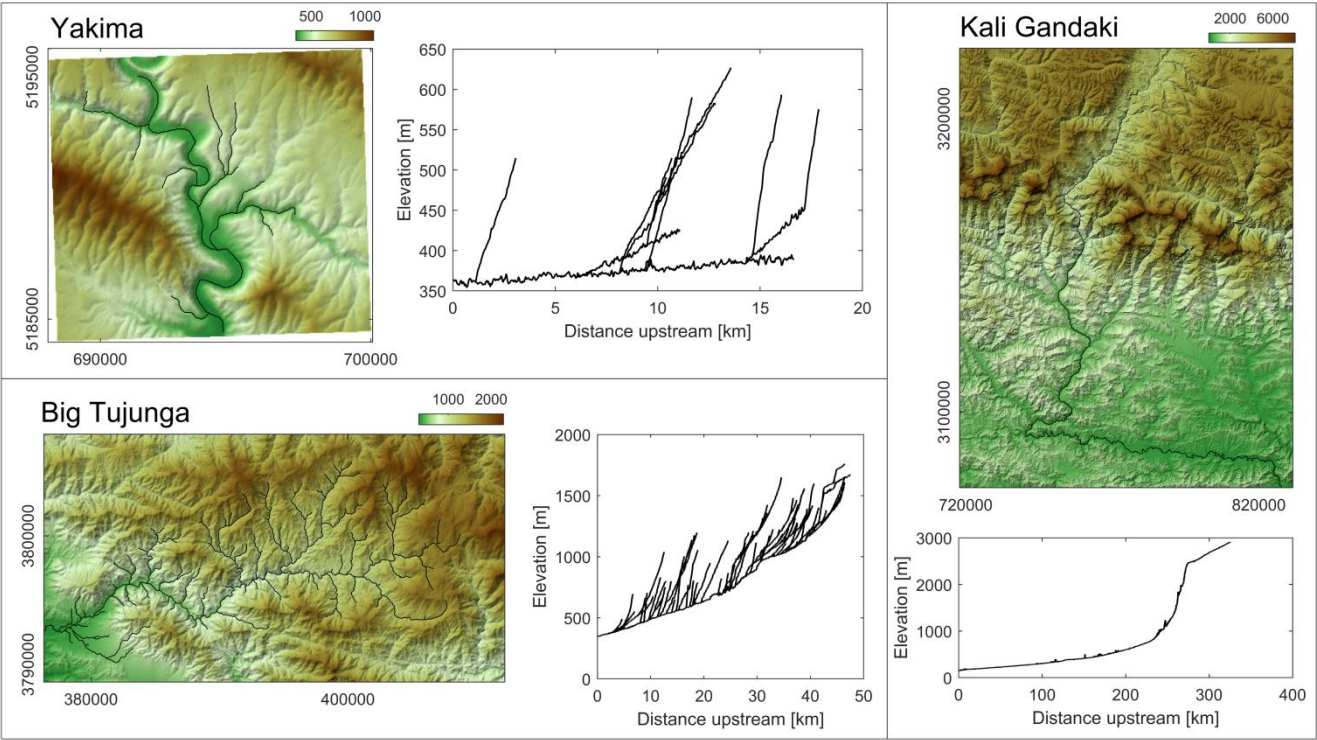 Yakima
500 1000
5195000
5185000
690000 700000
650
600
550
500
450
400
350
Elevation [m]
0 5 10 15 20
Distance upstream [km]
Big Tujunga
1000 2000
3800000
3790000
380000 400000
2000
1500
1000
500
0
Elevation [m]
0 10 20 30 40 50
Distance upstream [km]
Kali Gandaki
2000 6000
3200000
3100000
720000 820000
3000
2000
1000
0
Elevation [m]
0 100 200 300 400
Distance upstream [km]